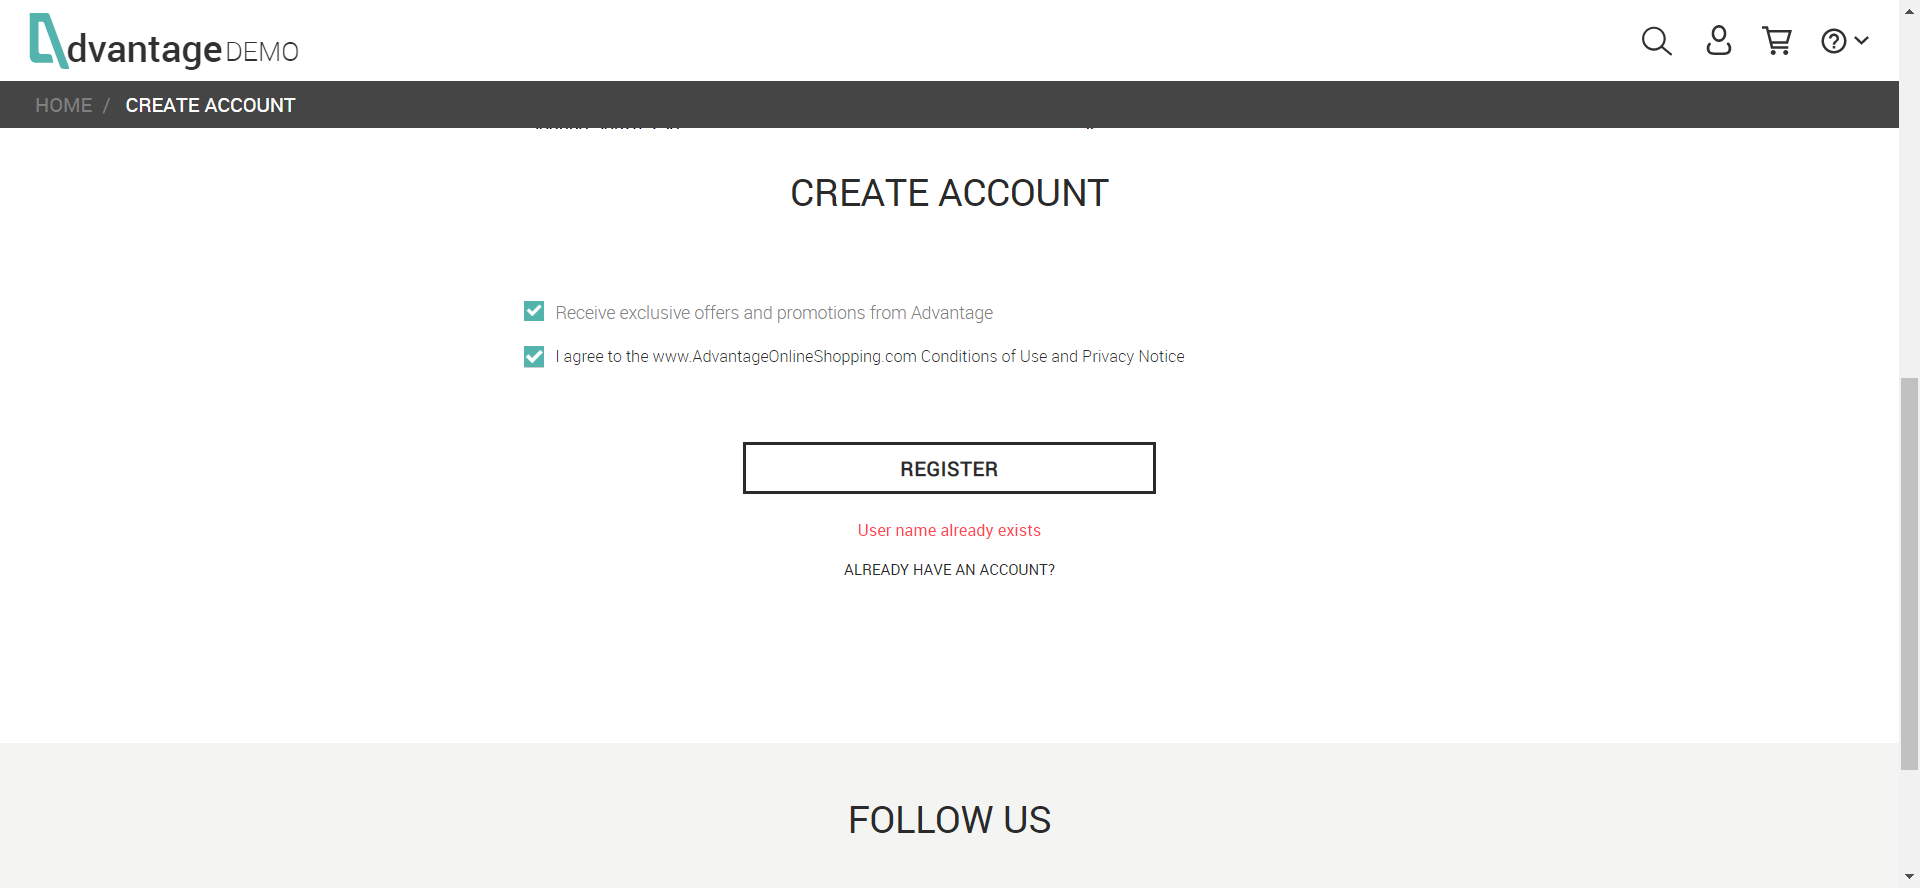 dvantage DEMO
HOME / CREATE ACCOUNT
CREATE ACCOUNT
Receive exclusive offers and promotions from Advantage
I agree to the www.AdvantageOnlineShopping.com Conditions of Use and Privacy Notice
REGISTER
User name already exists
ALREADY HAVE AN ACCOUNT?
FOLLOW US